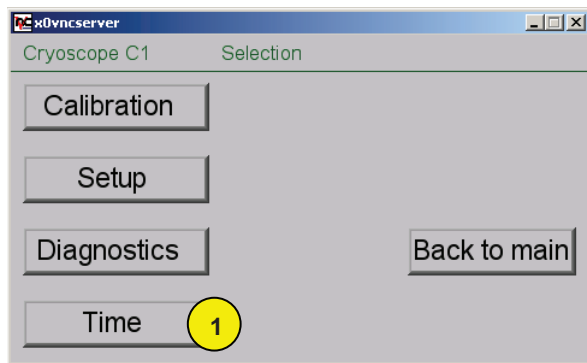 x0vncserver
Cryoscope C1 Selection
Calibration
Setup
Diagnostics Back to main
Time 1